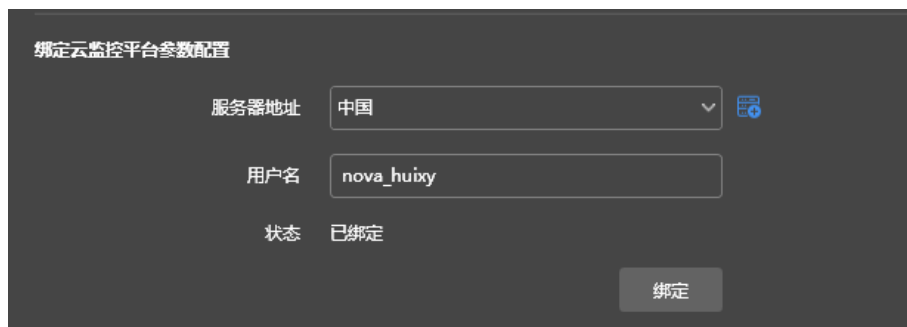 绑定云监控平台参数配置
服务器地址 中国
用户名 nova_huixy
状态 已绑定
绑定